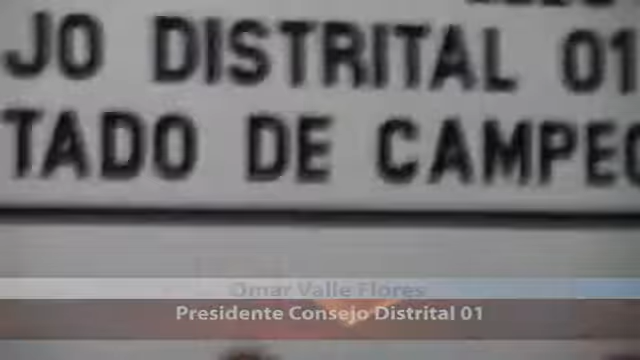 JO DISTRITAL 01
TADO DE CAMPE
Omar Valle Flores
Presidente Consejo Distrital 01